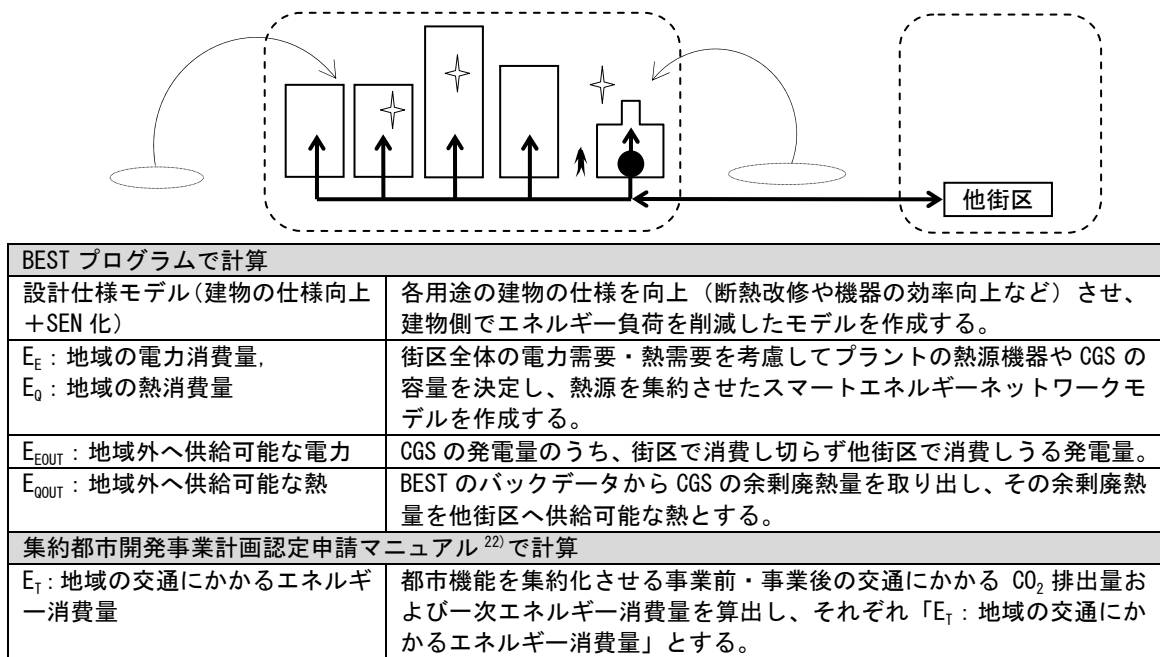 他街区
BEST プログラムで計算
設計仕様モデル（建物の仕様向上
＋SEN 化）
各用途の建物の仕様を向上（断熱改修や機器の効率向上など）させ、
建物側でエネルギー負荷を削減したモデルを作成する。
E_E：地域の電力消費量,
E_Q：地域の熱消費量
街区全体の電力需要・熱需要を考慮してプラントの熱源機器や CGS の
容量を決定し、熱源を集約させたスマートエネルギーネットワークモ
デルを作成する。
E_EOUT：地域外へ供給可能な電力
CGS の発電量のうち、街区で消費し切らず他街区で消費しうる発電量。
E_QOUT：地域外へ供給可能な熱
BEST のバックデータから CGS の余剰廃熱量を取り出し、その余剰廃熱
量を他街区へ供給可能な熱とする。
集約都市開発事業計画認定申請マニュアル 22)で計算
E_T：地域の交通にかかるエネルギ
ー消費量
都市機能を集約化させる事業前・事業後の交通にかかる CO2 排出量お
よび一次エネルギー消費量を算出し、それぞれ「E_T：地域の交通にか
かるエネルギー消費量」とする。